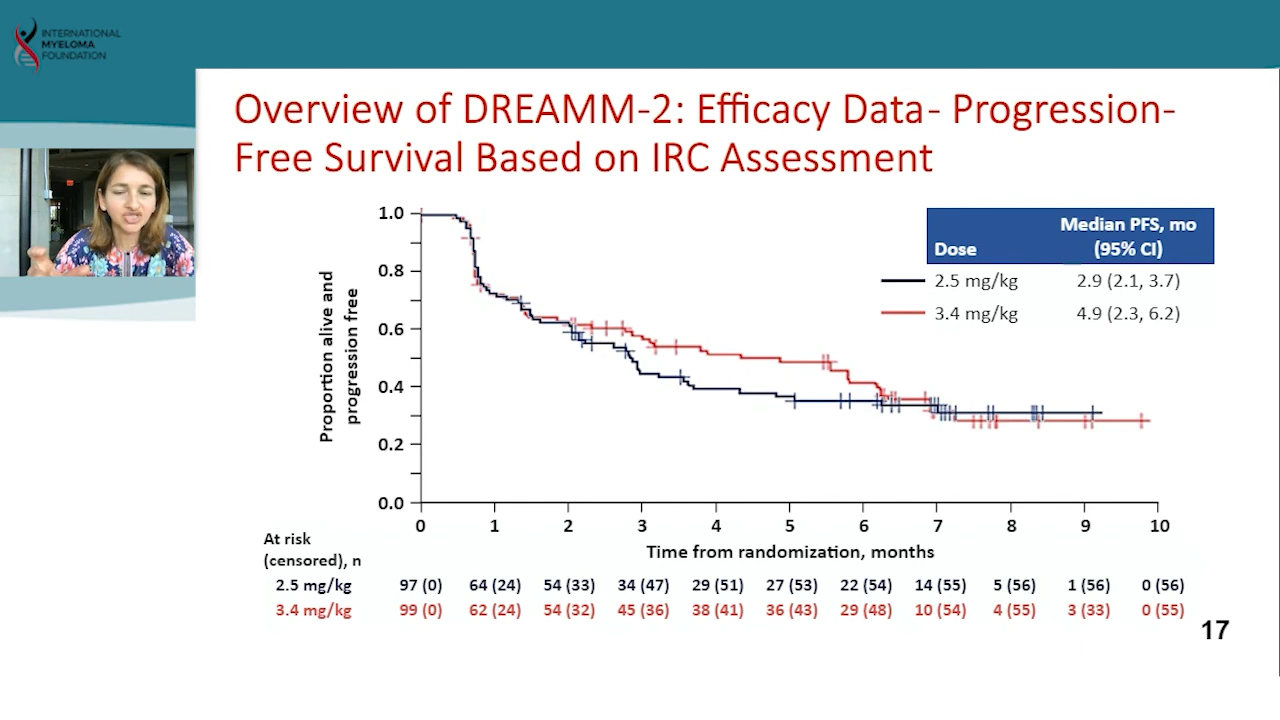 INTERNATIONAL
MYELOMA
FOUNDATION
Overview of DREAMM-2: Efficacy Data- Progression-
Free Survival Based on IRC Assessment
Dose Median PFS, mo (95% CI)
2.5 mg/kg 2.9 (2.1, 3.7)
3.4 mg/kg 4.9 (2.3, 6.2)
Proportion alive and
progression free
1.0
0.8
0.6
0.4
0.2
0.0
0 1 2 3 4 5 6 7 8 9 10
Time from randomization, months
At risk
(censored), n
2.5 mg/kg 97 (0) 64 (24) 54 (33) 34 (47) 29 (51) 27 (53) 22 (54) 14 (55) 5 (56) 1 (56) 0 (56)
3.4 mg/kg 99 (0) 62 (24) 54 (32) 45 (36) 38 (41) 36 (43) 29 (48) 10 (54) 4 (55) 3 (33) 0 (55)
17